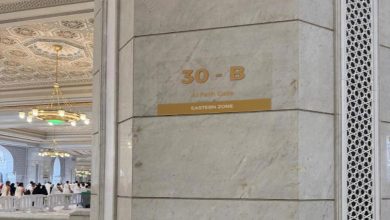 30 - B
Al Fath Gate
EASTERN ZONE